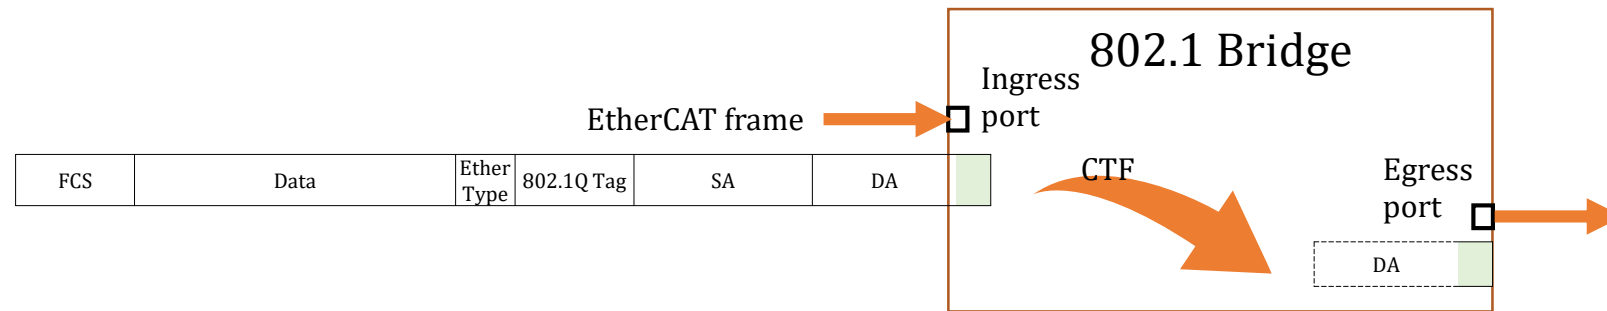 802.1 Bridge
Ingress
port
EtherCAT frame
FCS
Data
Ether
Type
802.1Q Tag
SA
DA
CTF
Egress
port
DA